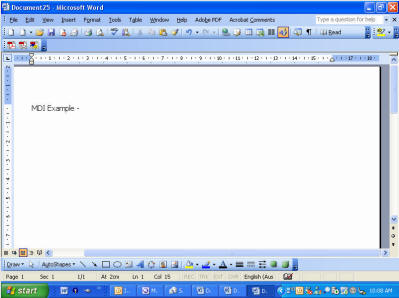 Document25 - Microsoft Word
File Edit View Insert Format Tools Table Window Help Adobe PDF Acrobat Comments Type a question for help
Read
MDI Example -
Draw AutoShapes
Page 1 Sec 1 1/1 At 2cm Ln 1 Col 15 REC TRK EXT OVR English (Aus
start 10:08 AM